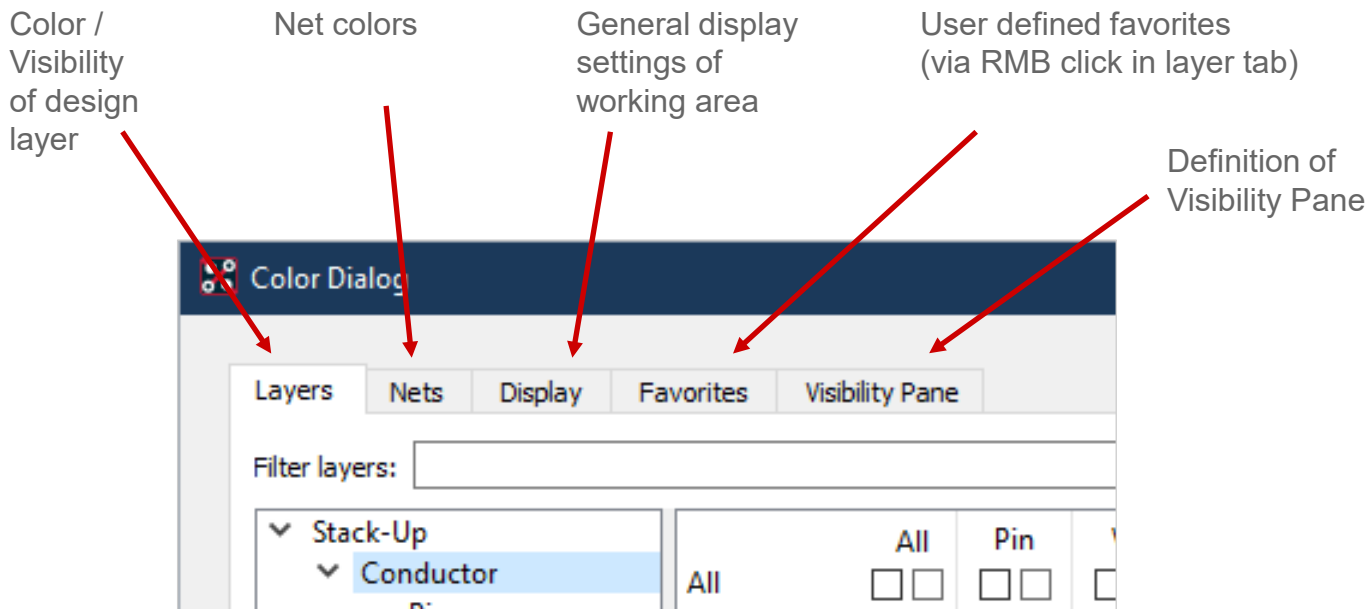 Color /
Visibility
of design
layer
Net colors
General display
settings of
working area
User defined favorites
(via RMB click in layer tab)
Definition of
Visibility Pane
Color Dialog
Layers
Nets
Display
Favorites
Visibility Pane
Filter layers:
Stack-Up
Conductor
All
Pin
All